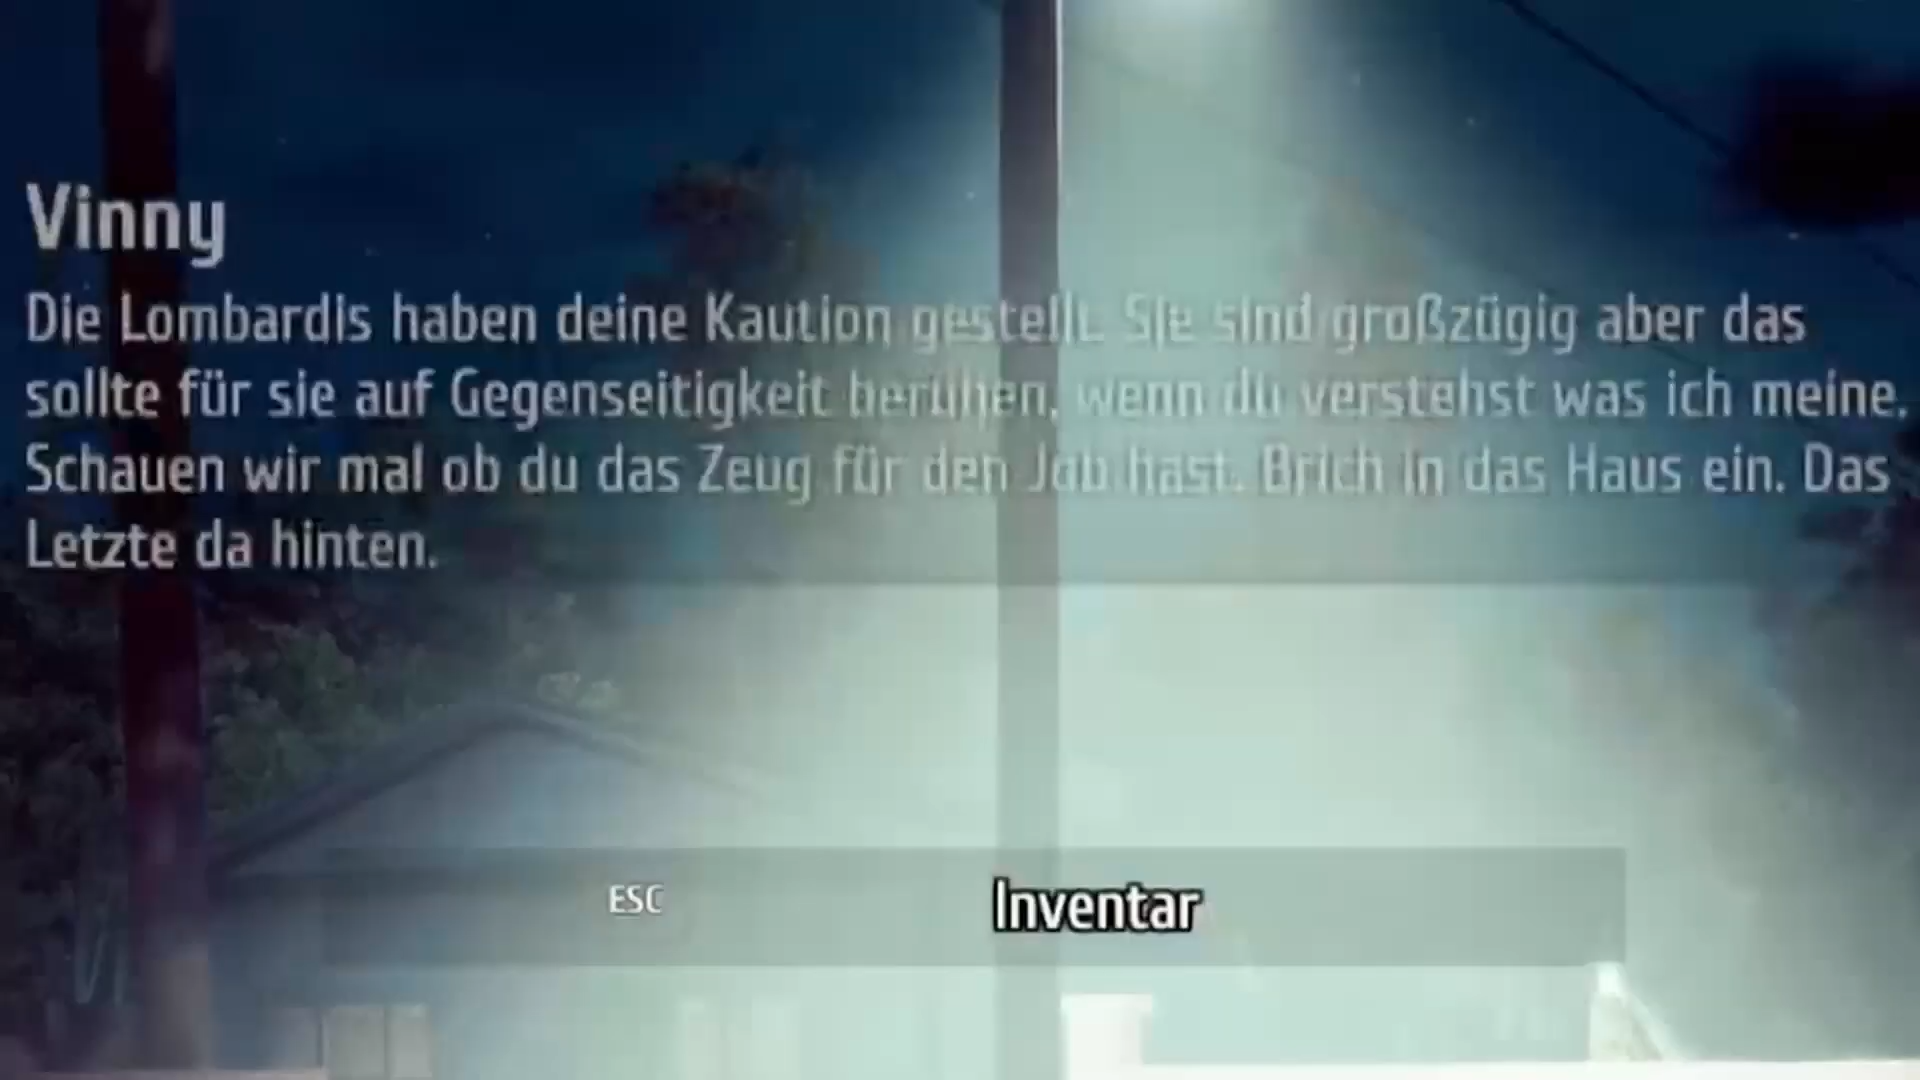 Vinny
Die Lombardis haben deine Kaution gestellt. Sie sind großzügig aber das
sollte für sie auf Gegenseitigkeit beruhen, wenn du verstehst was ich meine.
Schauen wir mal ob du das Zeug für den Job hast. Brich in das Haus ein. Das
Letzte da hinten.
ESC
Inventar